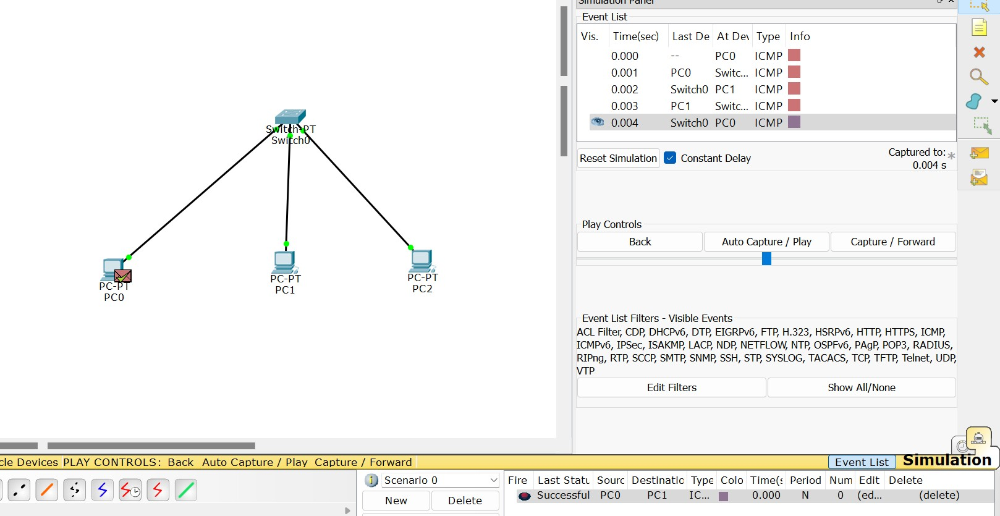 Simulation Panel
Event List
Vis. Time(sec) Last De At Dev Type Info
0.000 -- PC0 ICMP
0.001 PC0 Switc... ICMP
0.002 Switch0 PC1 ICMP
0.003 PC1 Switc... ICMP
0.004 Switch0 PC0 ICMP
Reset Simulation Constant Delay Captured to: *
0.004 s
Play Controls
Back Auto Capture / Play Capture / Forward
Event List Filters - Visible Events
ACL Filter, CDP, DHCPv6, DTP, EIGRPv6, FTP, H.323, HSRPv6, HTTP, HTTPS, ICMP,
ICMPv6, IPSec, ISAKMP, LACP, NDP, NETFLOW, NTP, OSPFv6, PAgP, POP3, RADIUS,
RIPng, RTP, SCCP, SMTP, SNMP, SSH, STP, SYSLOG, TACACS, TCP, TFTP, Telnet, UDP,
VTP
Edit Filters Show All/None
Switch-PT
Switch0
PC-PT
PC0
PC-PT
PC1
PC-PT
PC2
cle Devices PLAY CONTROLS: Back Auto Capture / Play Capture / Forward
Event List Simulation
Scenario 0
New Delete
Fire Last Statu Sourc Destinatio Type Colo Time(s Period Num Edit Delete
Successful PC0 PC1 IC... 0.000 N 0 (ed... (delete)